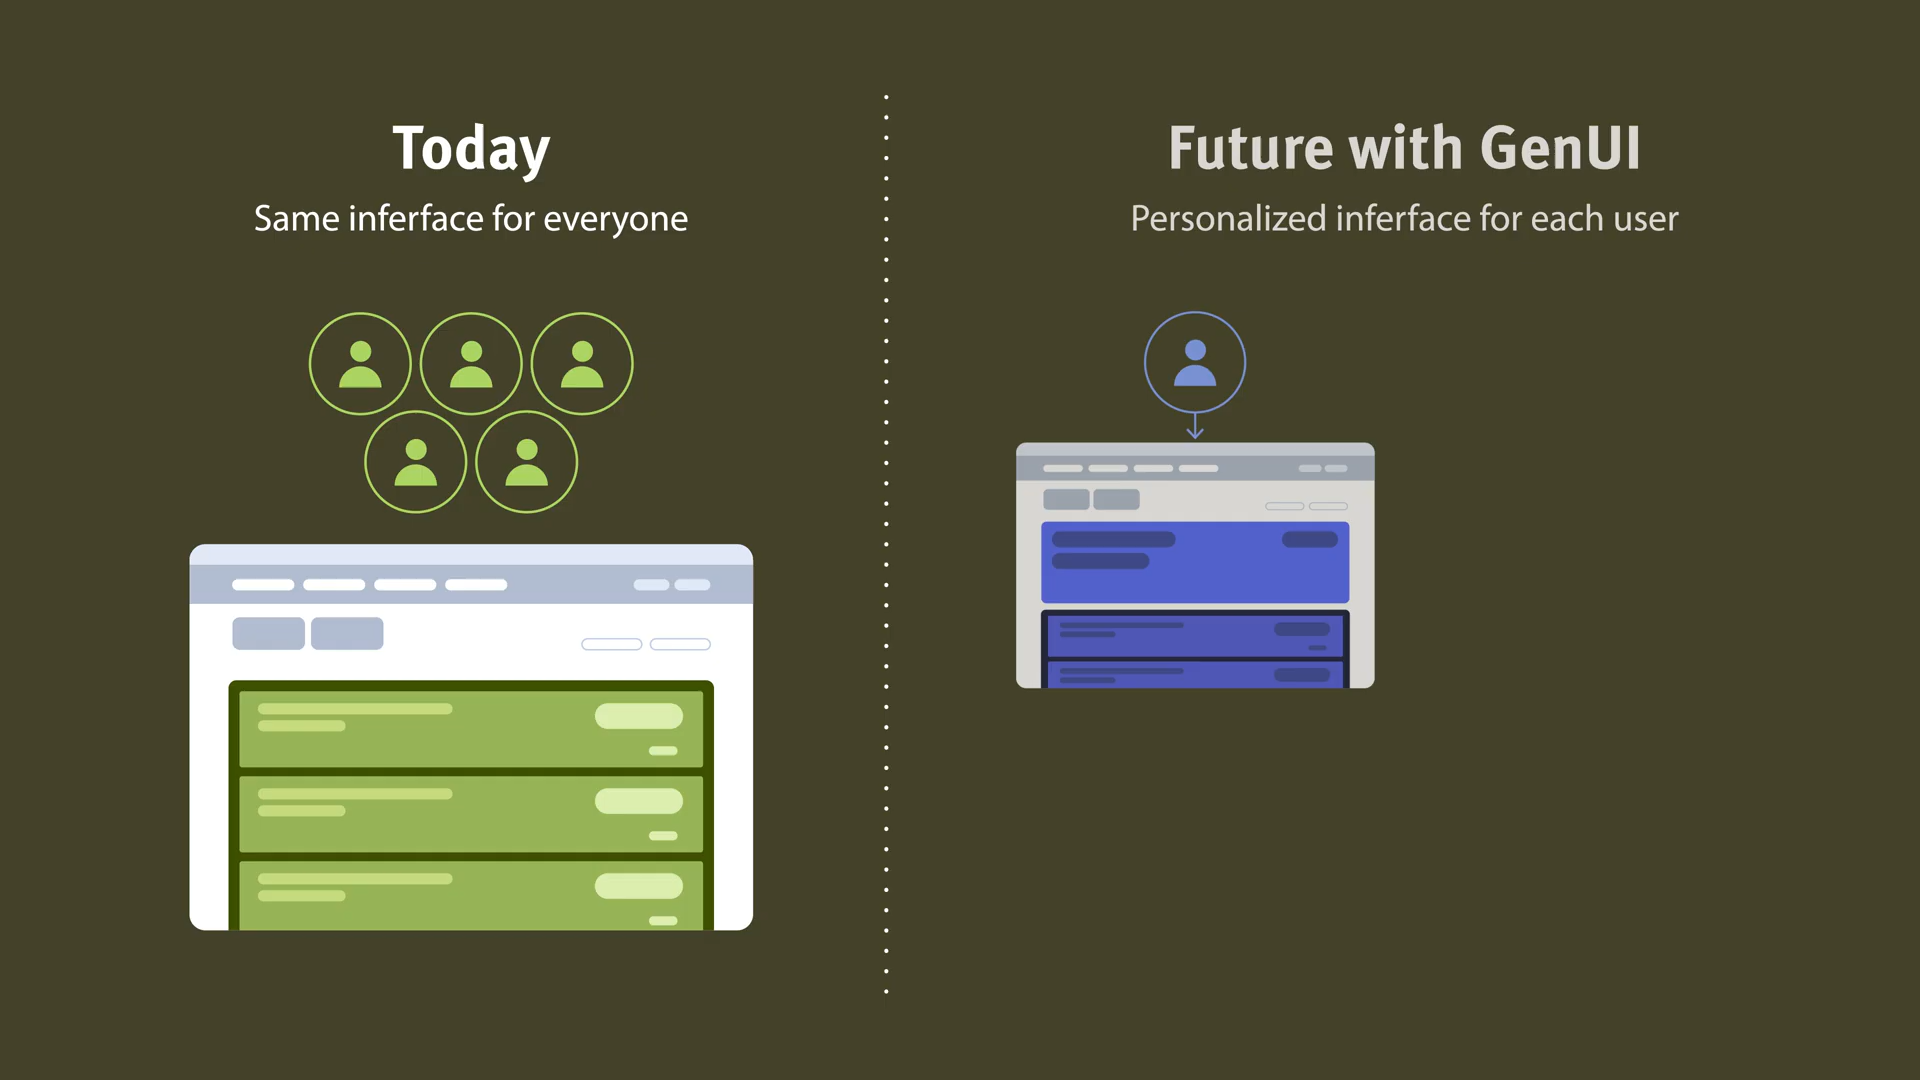 Today
Same inferface for everyone
Future with GenUI
Personalized inferface for each user